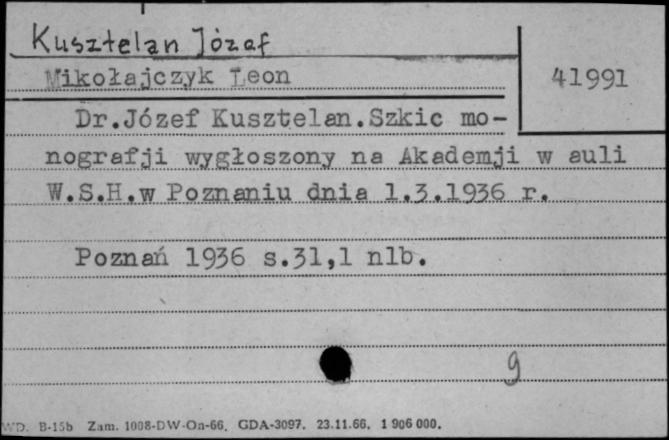 Kusztelan Józef
Mikołajczyk Leon
41991
Dr.Józef Kusztelan.Szkic mo-
nografji wygłoszony na Akademji w auli
W.S.H.w Poznaniu dnia 1.3.1936 r.
Poznań 1936 s.31,1 nlb.
9
WD. B-15b Zam. 1008-DW-On-66. GDA-3097. 23.11.66. 1 906 000.